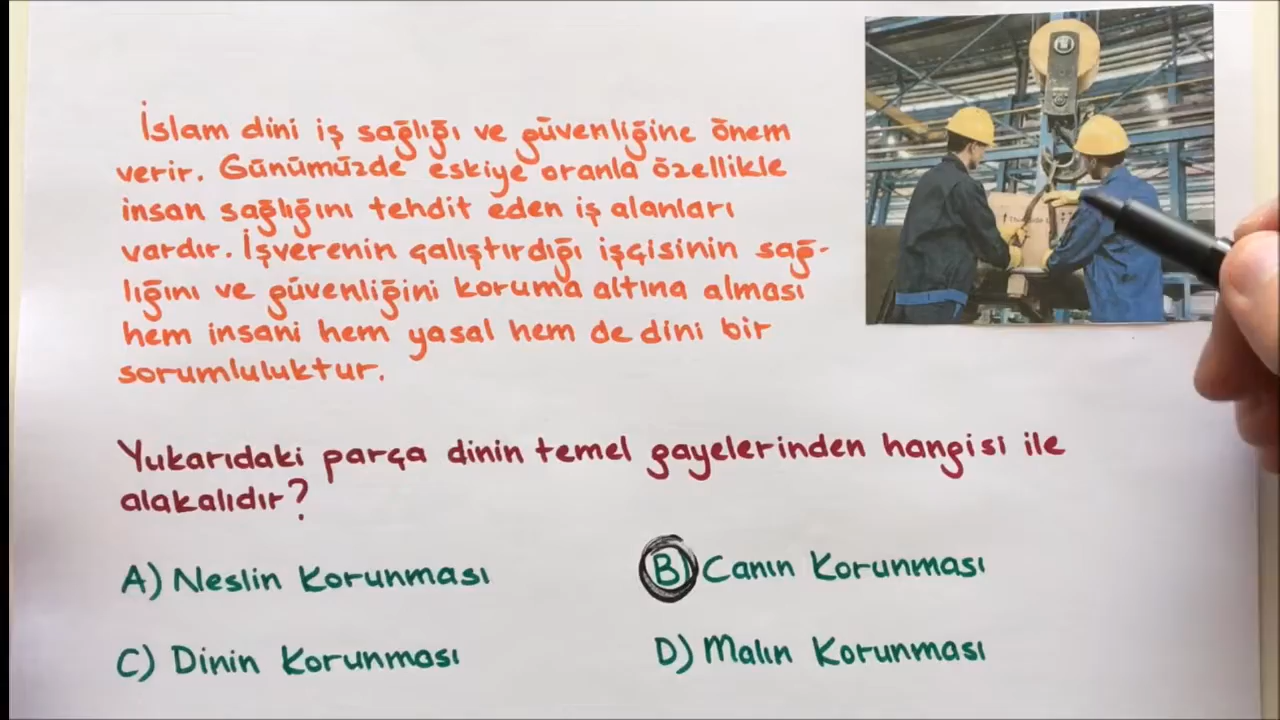 İslam dini iş sağlığı ve güvenliğine önem
verir. Günümüzde eskiye oranla özellikle
insan sağlığını tehdit eden iş alanları
vardır. İşverenin çalıştırdığı işçisinin sağ-
lığını ve güvenliğini koruma altına alması
hem insani hem yasal hem de dini bir
sorumluluktur.
Yukarıdaki parça dinin temel gayelerinden hangisi ile
alakalıdır?
A) Neslin Korunması
B) Canın Korunması
C) Dinin Korunması
D) Malın Korunması